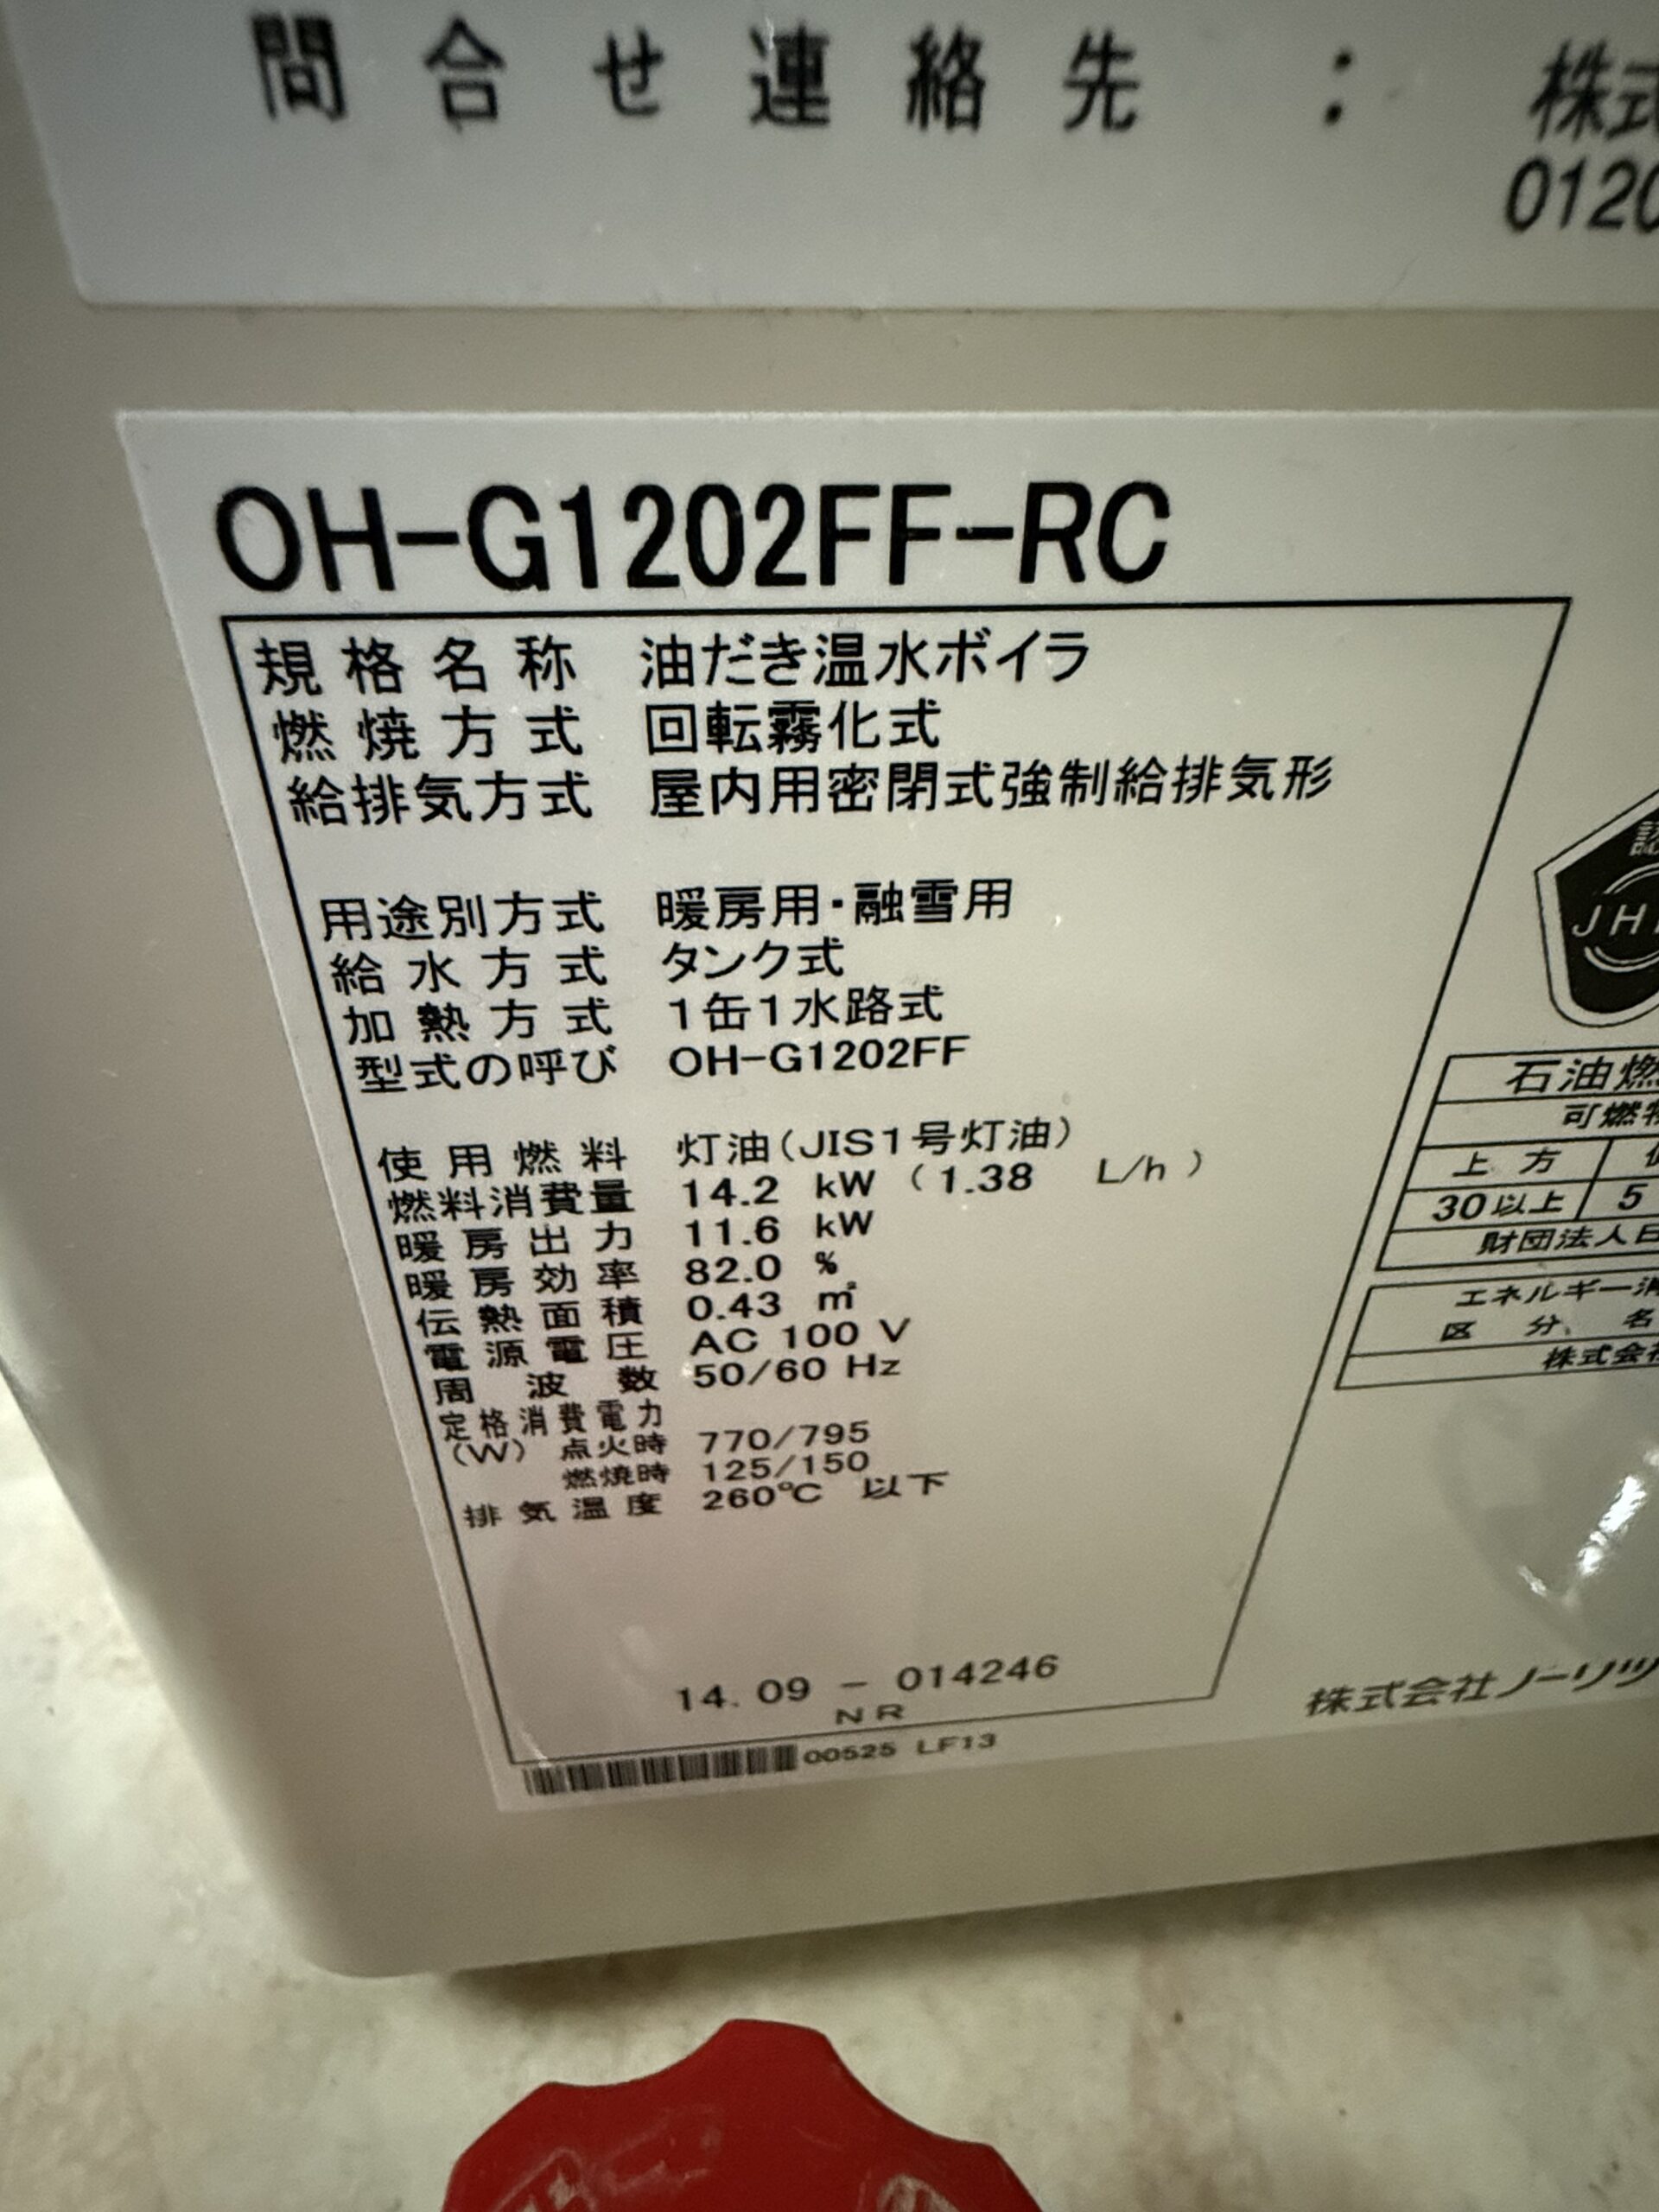 問合せ連絡先 : 株式
0120
OH-G1202FF-RC
規格名称 油だき温水ボイラ
燃焼方式 回転霧化式
給排気方式 屋内用密閉式強制給排気形
用途別方式 暖房用・融雪用
給水方式 タンク式
加熱方式 1缶1水路式
型式の呼び OH-G1202FF
使用燃料 灯油(JIS1号灯油)
燃料消費量 14.2 kW (1.38 L/h)
暖房出力 11.6 kW
暖房効率 82.0 %
伝熱面積 0.43 ㎡
電源電圧 AC 100 V
周波数 50/60 Hz
定格消費電力
(W) 点火時 770/795
燃焼時 125/150
排気温度 260℃ 以下
14.09 - 014246
NR
00525 LF13
認
JH
石油燃
可燃
上方
30以上 5
財団法人日
エネルギー消
区分、名
株式会社
株式会社ノーリツ